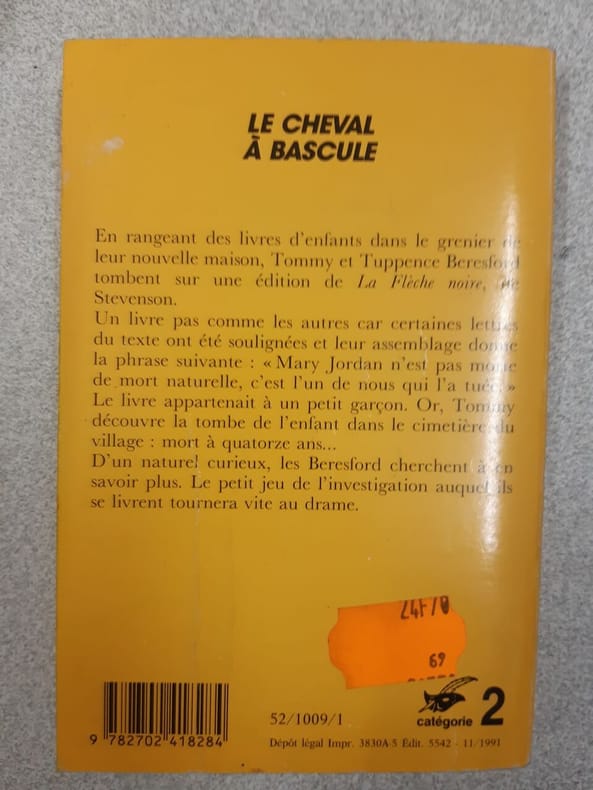 LE CHEVAL
À BASCULE
En rangeant des livres d'enfants dans le grenier de
leur nouvelle maison, Tommy et Tuppence Beresford
tombent sur une édition de La Flèche noire, de
Stevenson.
Un livre pas comme les autres car certaines lettres
du texte ont été soulignées et leur assemblage donne
la phrase suivante : « Mary Jordan n'est pas morte
de mort naturelle, c'est l'un de nous qui l'a tuée. »
Le livre appartenait à un petit garçon. Or, Tommy
découvre la tombe de l'enfant dans le cimetière du
village : mort à quatorze ans...
D'un naturel curieux, les Beresford cherchent à en
savoir plus. Le petit jeu de l'investigation auquel ils
se livrent tournera vite au drame.
24F70
69
9 782702 418284
52/1009/1
catégorie 2
Dépôt légal Impr. 3830A-5 Édit. 5542 - 11/1991